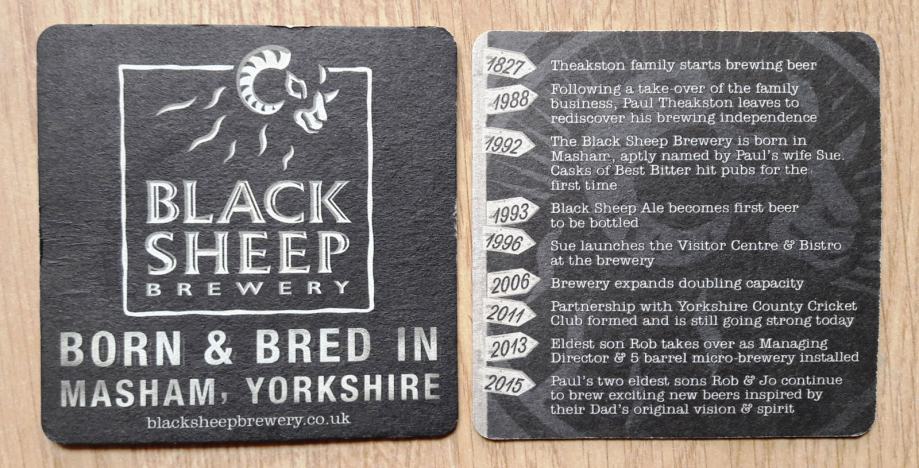 BLACK
SHEEP
BREWERY
BORN & BRED IN
MASHAM, YORKSHIRE
blacksheepbrewery.co.uk
1827 Theakston family starts brewing beer
1988 Following a take-over of the family
business, Paul Theakston leaves to
rediscover his brewing independence
1992 The Black Sheep Brewery is born in
Masham, aptly named by Paul's wife Sue.
Casks of Best Bitter hit pubs for the
first time
1993 Black Sheep Ale becomes first beer
to be bottled
1996 Sue launches the Visitor Centre & Bistro
at the brewery
2006 Brewery expands doubling capacity
2011 Partnership with Yorkshire County Cricket
Club formed and is still going strong today
2013 Eldest son Rob takes over as Managing
Director & 5 barrel micro-brewery installed
2015 Paul's two eldest sons Rob & Jo continue
to brew exciting new beers inspired by
their Dad's original vision & spirit